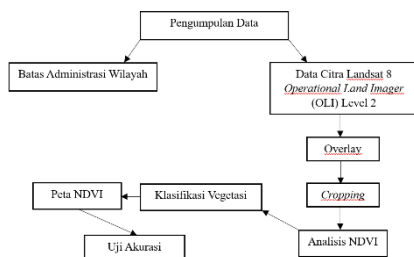 Pengumpulan Data
Batas Administrasi Wilayah
Data Citra Landsat 8
Operational Land Imager
(OLI) Level 2
Overlay
Cropping
Peta NDVI
Klasifikasi Vegetasi
Uji Akurasi
Analisis NDVI